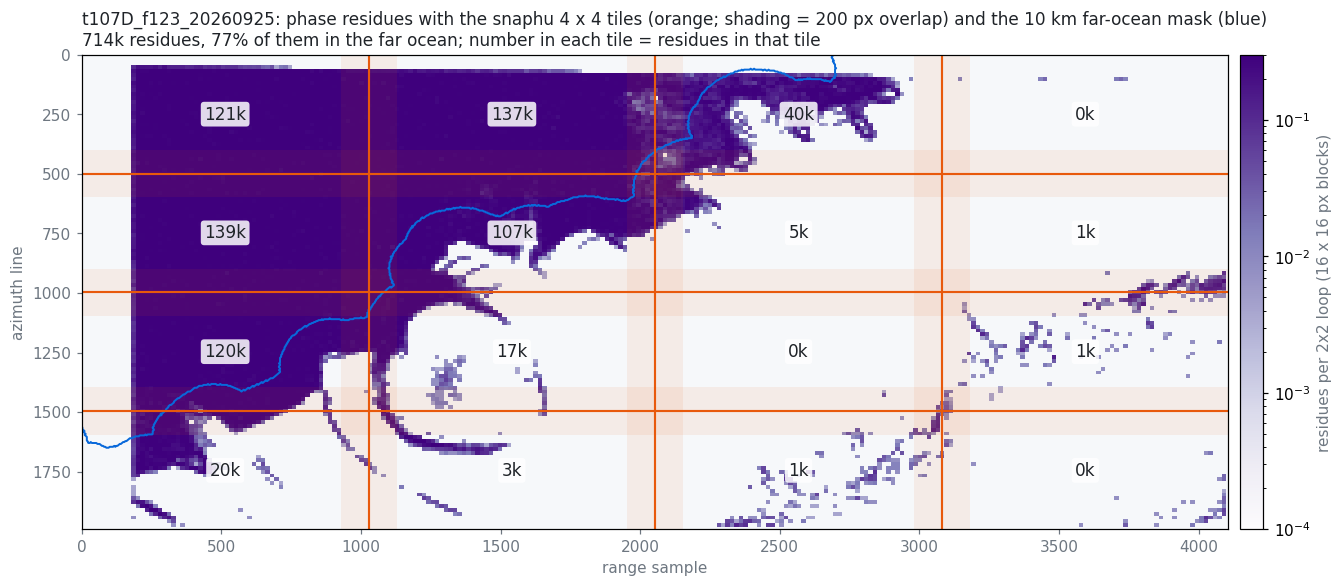 t107D_f123_20260925: phase residues with the snaphu 4 x 4 tiles (orange; shading = 200 px overlap) and the 10 km far-ocean mask (blue)
714k residues, 77% of them in the far ocean; number in each tile = residues in that tile
0
250
500
750
1000
1250
1500
1750
azimuth line
121k
137k
40k
0k
139k
107k
5k
1k
120k
17k
0k
1k
20k
3k
1k
0k
0
500
1000
1500
2000
2500
3000
3500
4000
range sample
10⁻¹
10⁻²
10⁻³
10⁻⁴
residues per 2x2 loop (16 x 16 px blocks)